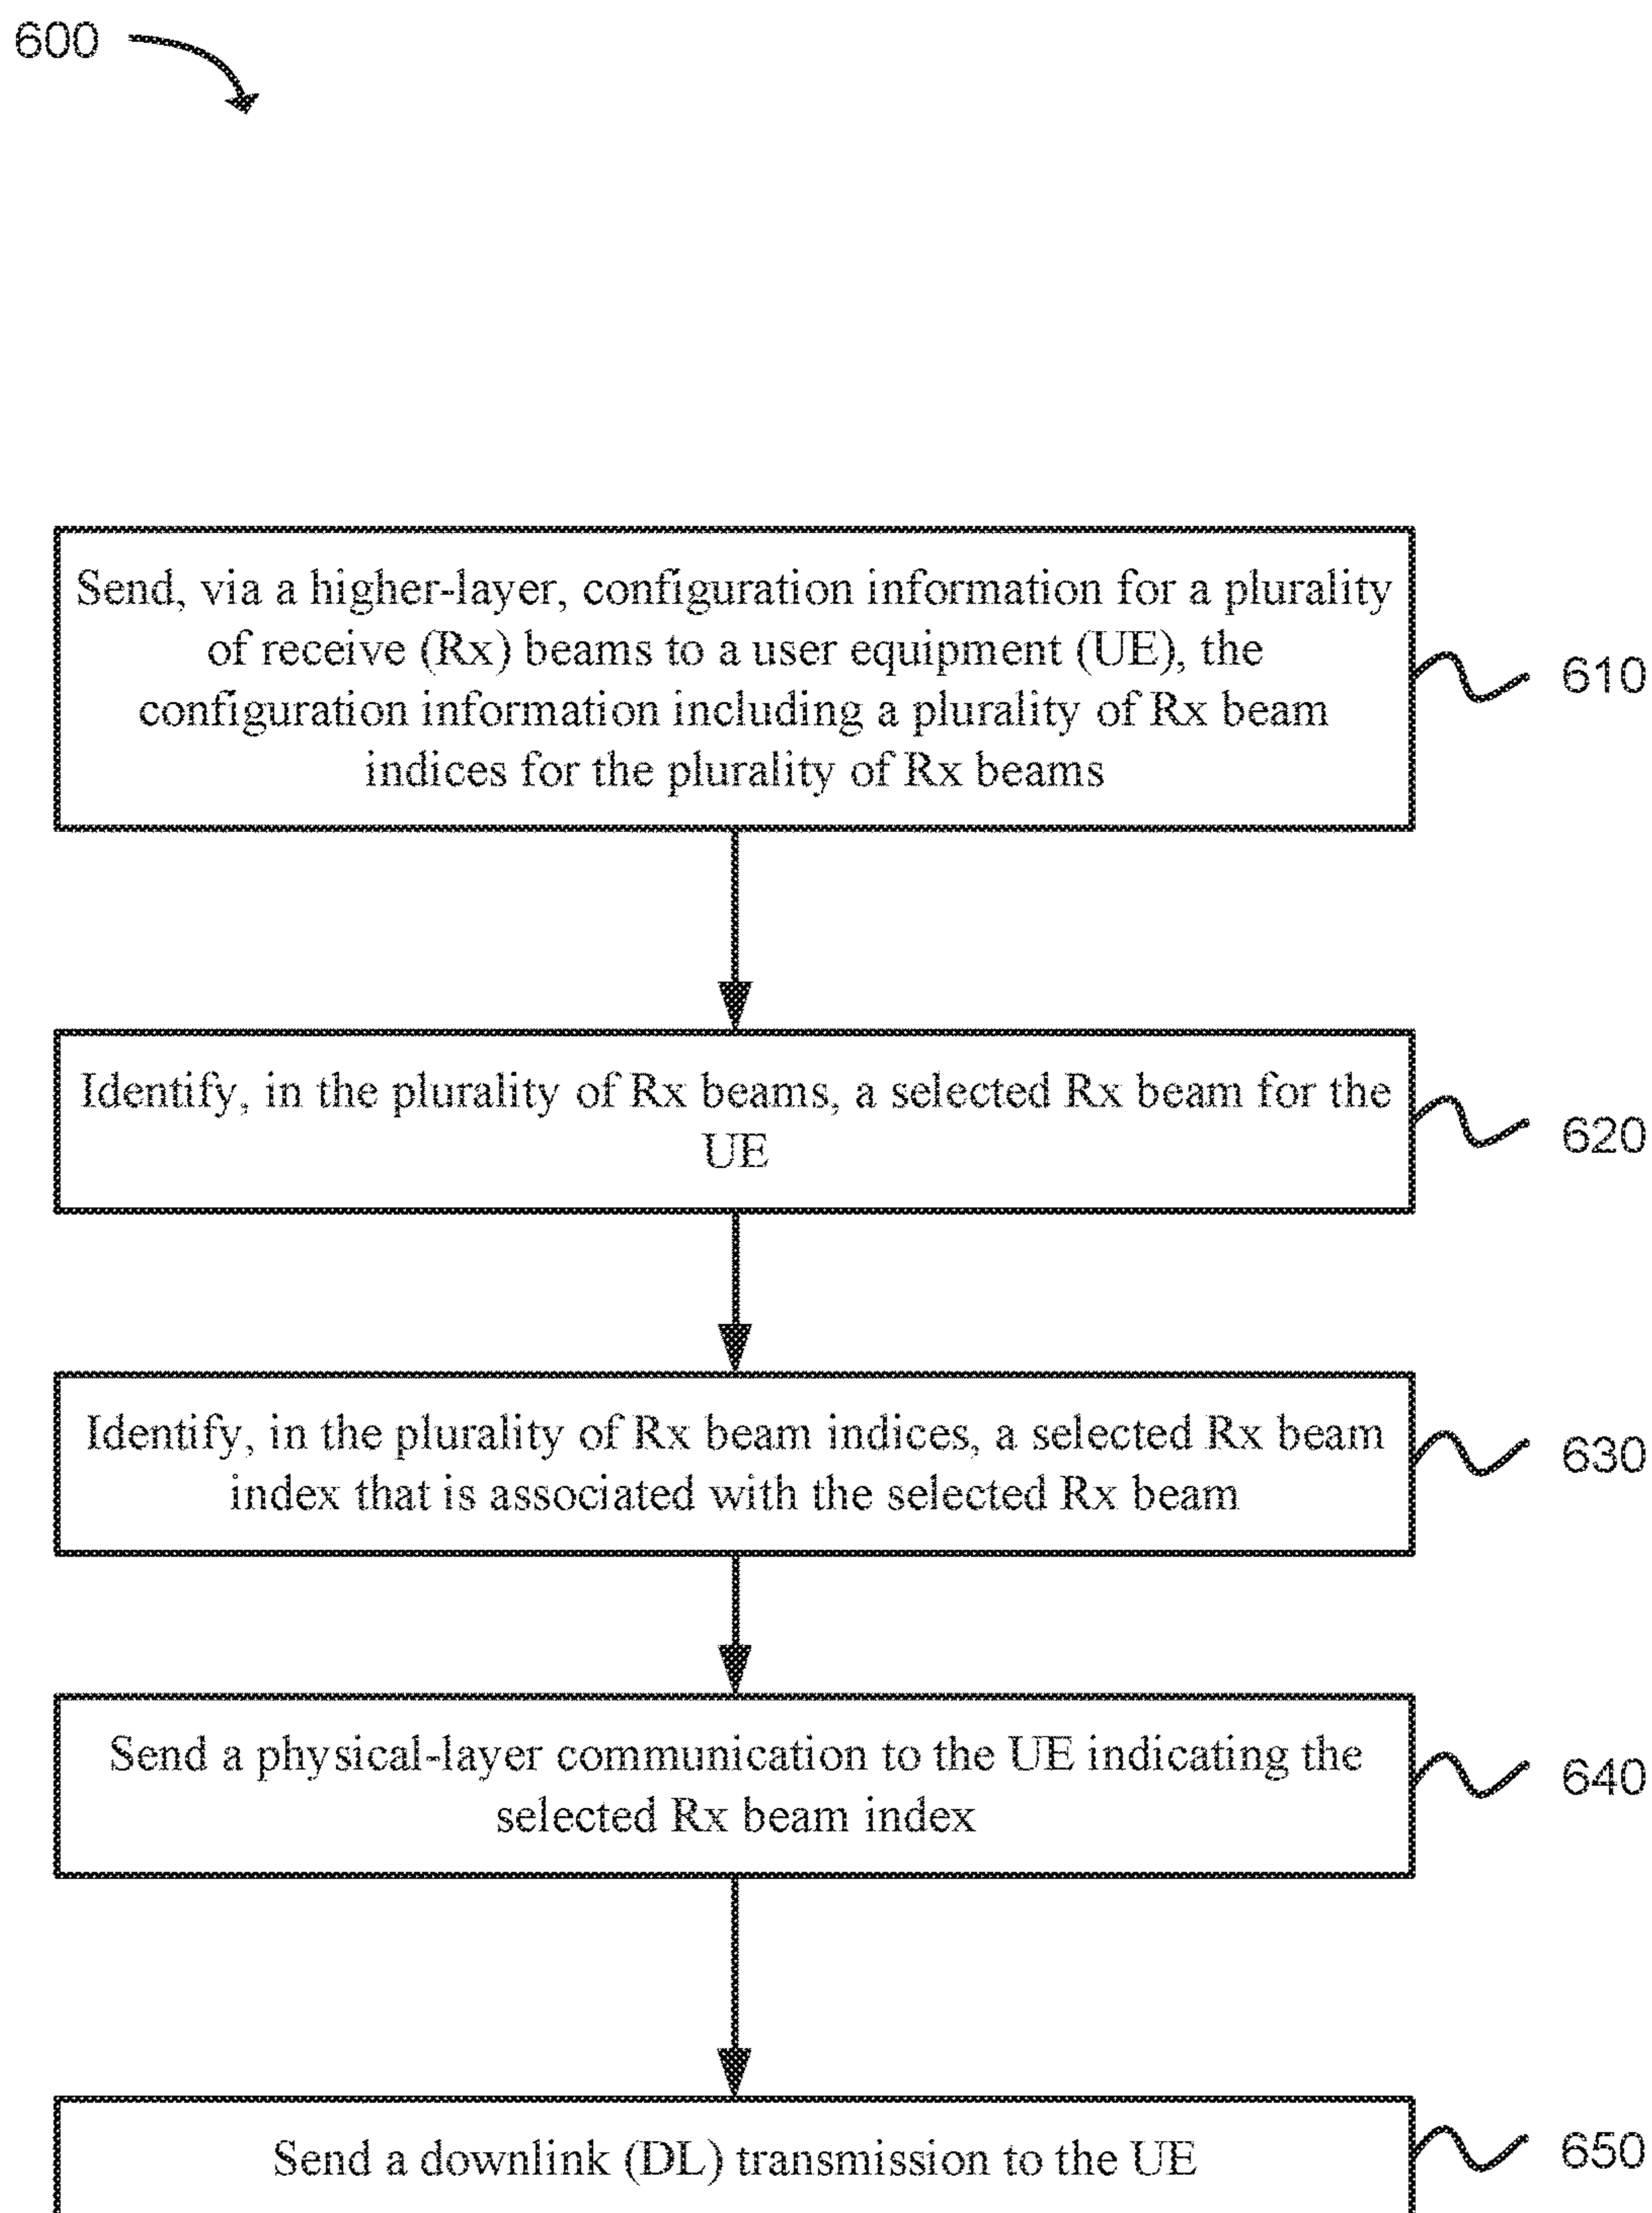 600
Send, via a higher-layer, configuration information for a plurality
of receive (Rx) beams to a user equipment (UE), the
configuration information including a plurality of Rx beam
indices for the plurality of Rx beams
610
Identify, in the plurality of Rx beams, a selected Rx beam for the
UE
620
Identify, in the plurality of Rx beam indices, a selected Rx beam
index that is associated with the selected Rx beam
630
Send a physical-layer communication to the UE indicating the
selected Rx beam index
640
Send a downlink (DL) transmission to the UE
650